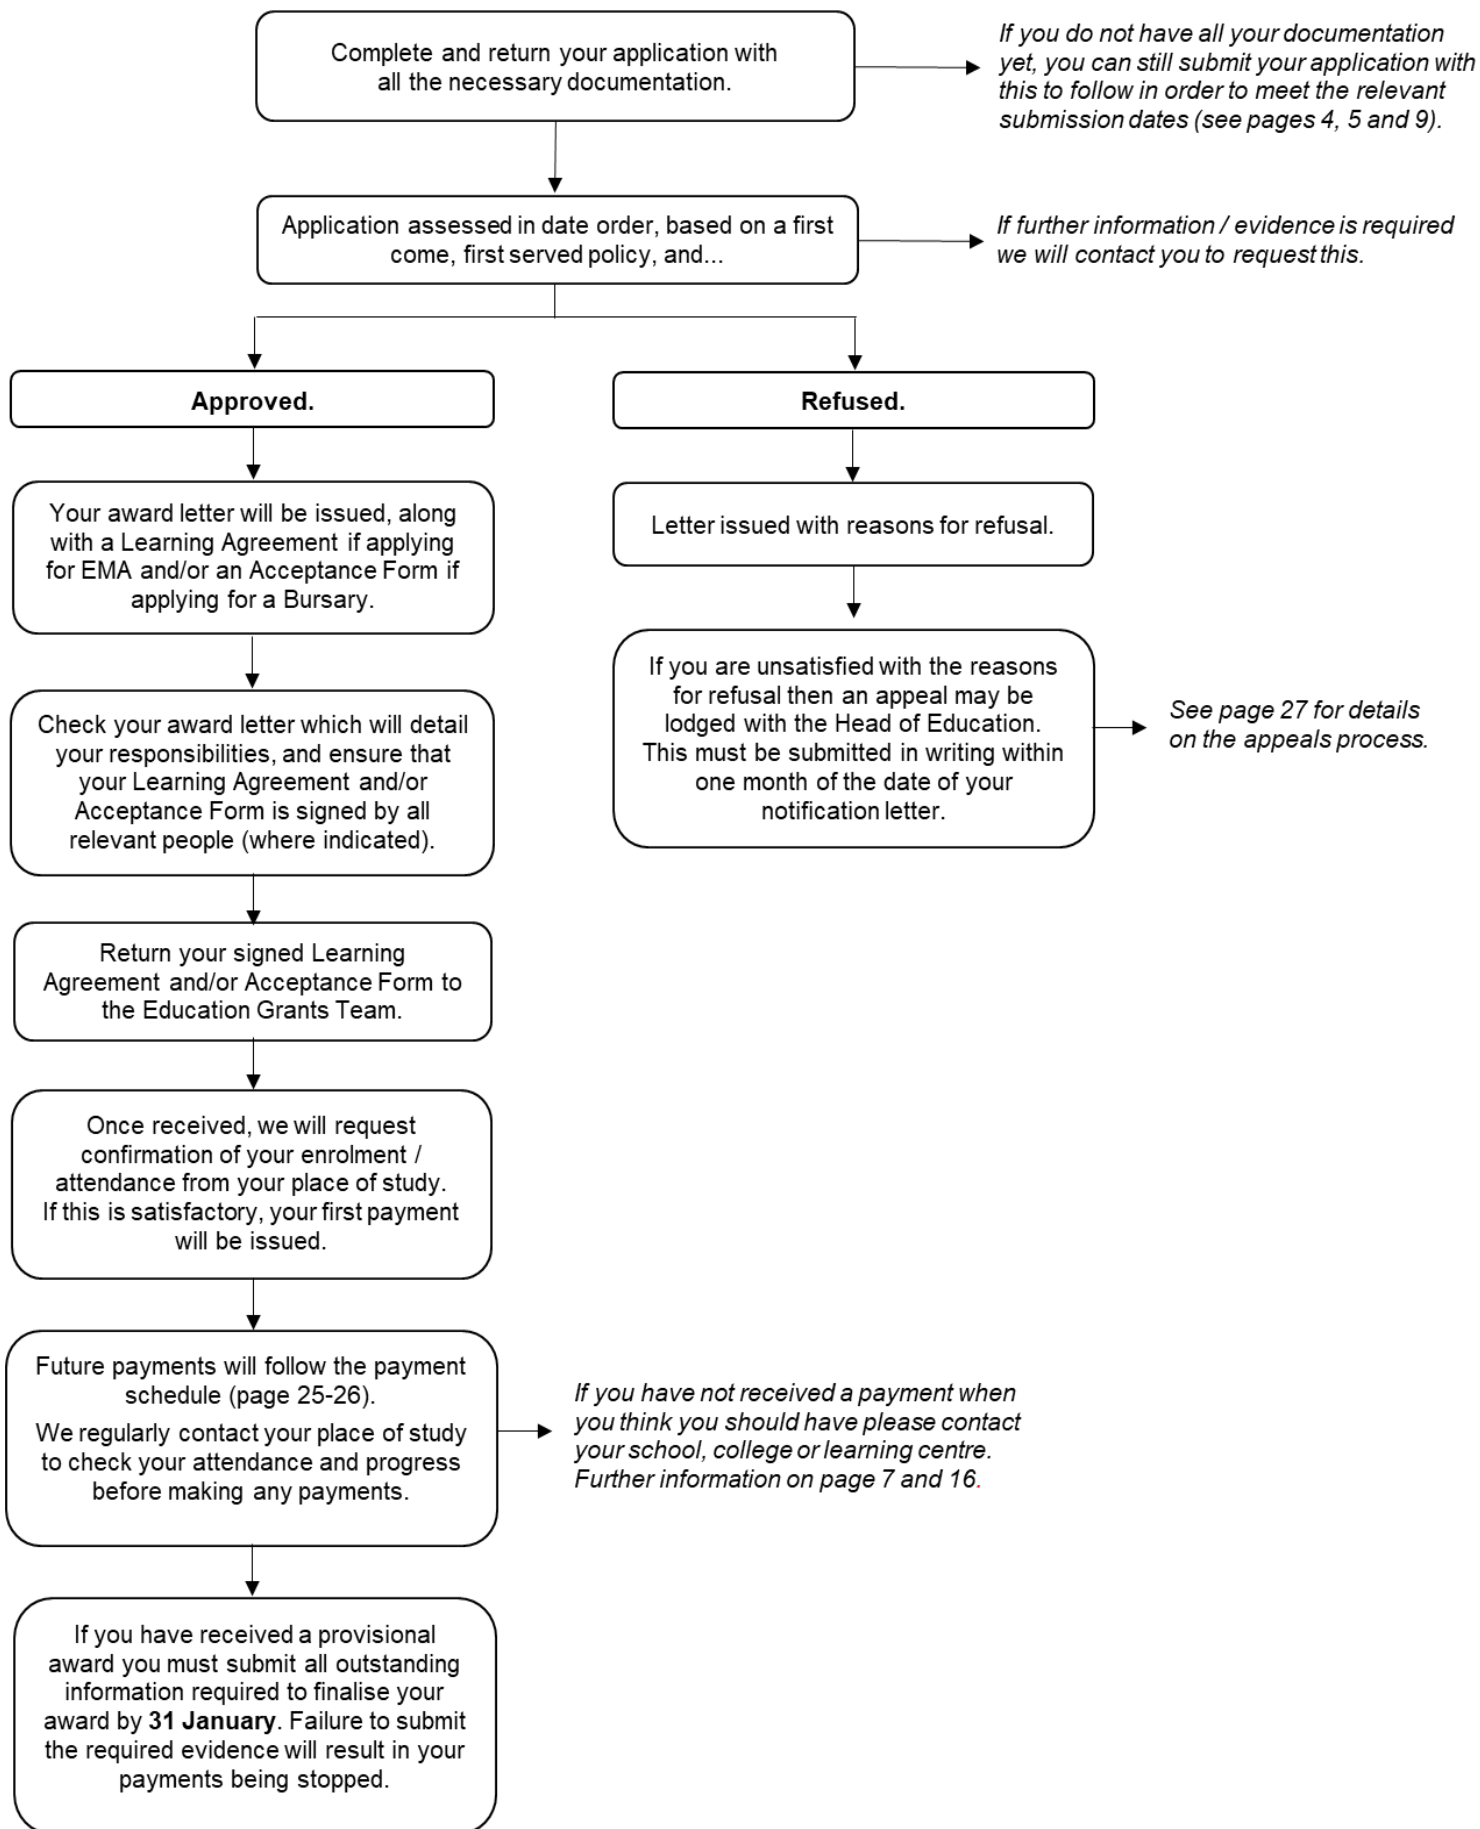 Complete and return your application with
all the necessary documentation.
If you do not have all your documentation
yet, you can still submit your application with
this to follow in order to meet the relevant
submission dates (see pages 4, 5 and 9).
Application assessed in date order, based on a first
come, first served policy, and...
If further information / evidence is required
we will contact you to request this.
Approved.
Refused.
Your award letter will be issued, along
with a Learning Agreement if applying
for EMA and/or an Acceptance Form if
applying for a Bursary.
Letter issued with reasons for refusal.
Check your award letter which will detail
your responsibilities, and ensure that
your Learning Agreement and/or
Acceptance Form is signed by all
relevant people (where indicated).
If you are unsatisfied with the reasons
for refusal then an appeal may be
lodged with the Head of Education.
This must be submitted in writing within
one month of the date of your
notification letter.
See page 27 for details
on the appeals process.
Return your signed Learning
Agreement and/or Acceptance Form to
the Education Grants Team.
Once received, we will request
confirmation of your enrolment /
attendance from your place of study.
If this is satisfactory, your first payment
will be issued.
Future payments will follow the payment
schedule (page 25-26).
We regularly contact your place of study
to check your attendance and progress
before making any payments.
If you have not received a payment when
you think you should have please contact
your school, college or learning centre.
Further information on page 7 and 16.
If you have received a provisional
award you must submit all outstanding
information required to finalise your
award by 31 January. Failure to submit
the required evidence will result in your
payments being stopped.